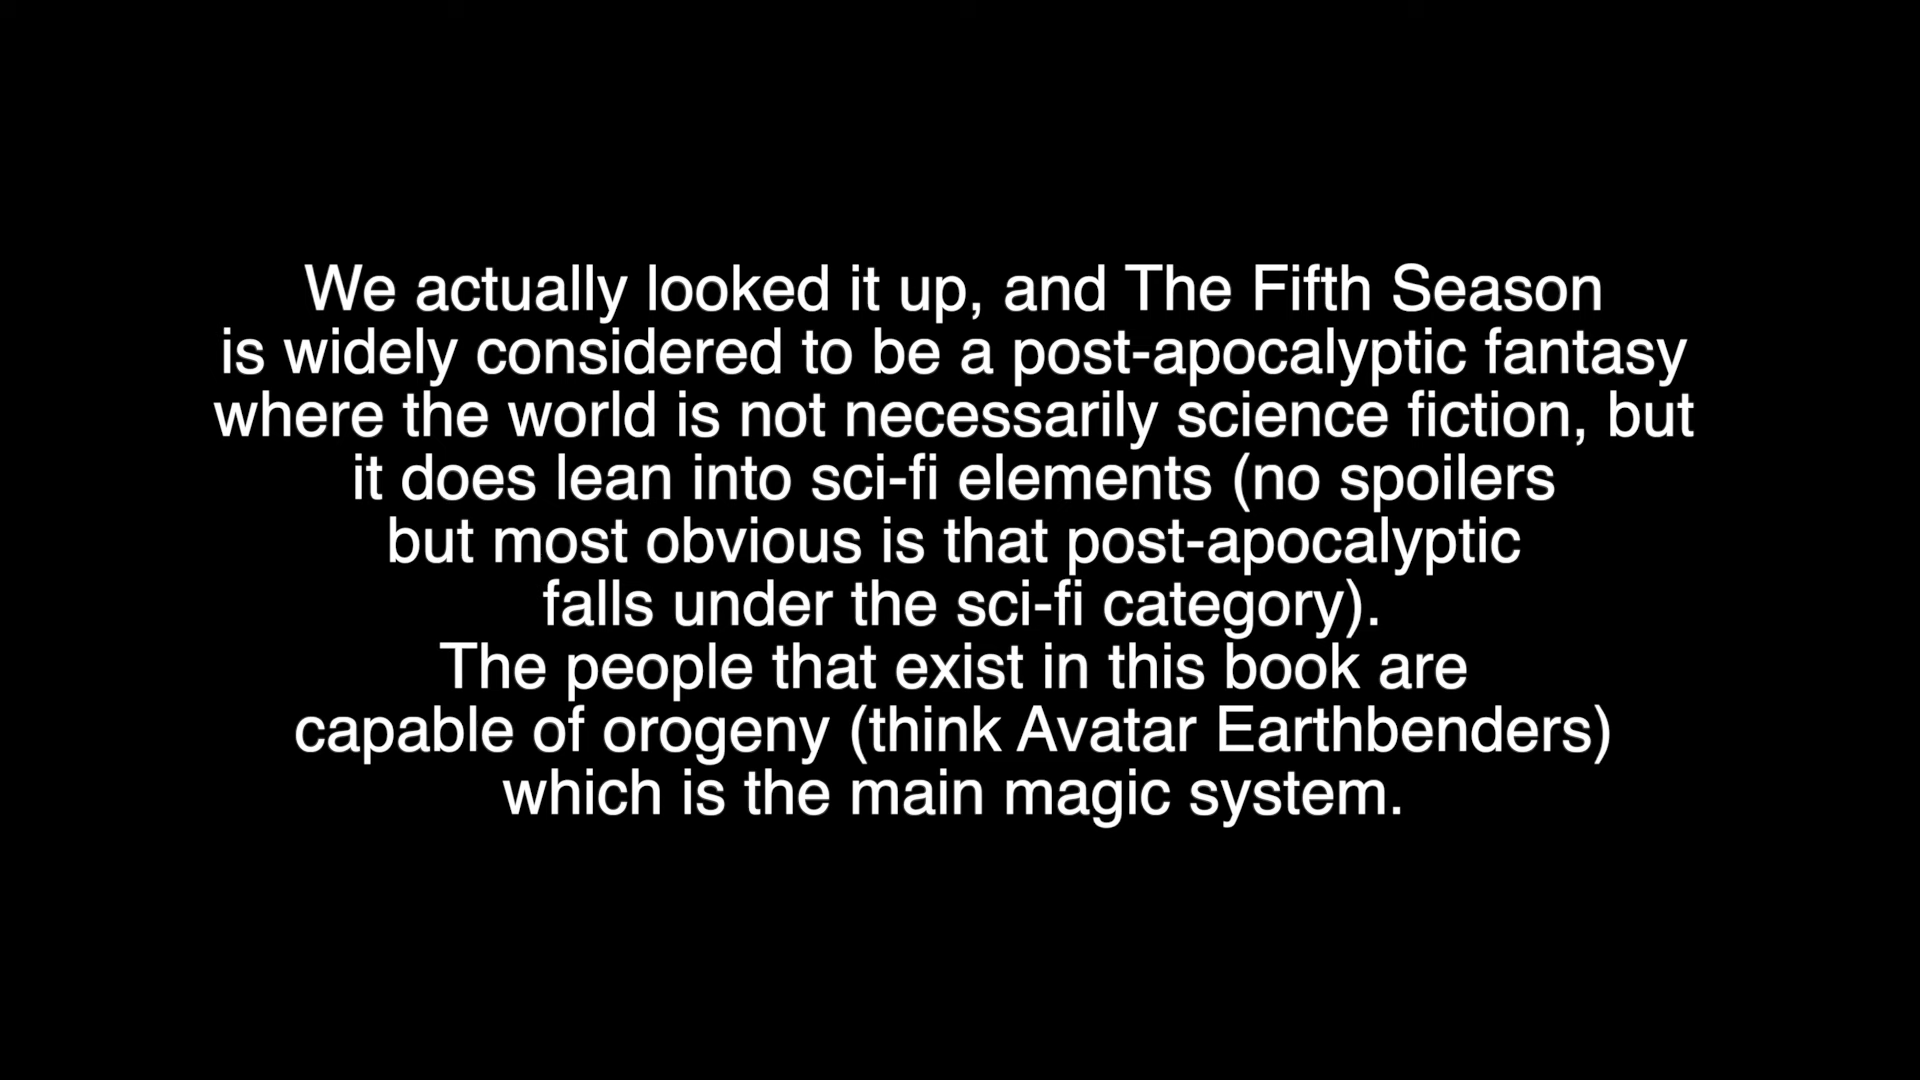 We actually looked it up, and The Fifth Season
is widely considered to be a post-apocalyptic fantasy
where the world is not necessarily science fiction, but
it does lean into sci-fi elements (no spoilers
but most obvious is that post-apocalyptic
falls under the sci-fi category).
The people that exist in this book are
capable of orogeny (think Avatar Earthbenders)
which is the main magic system.